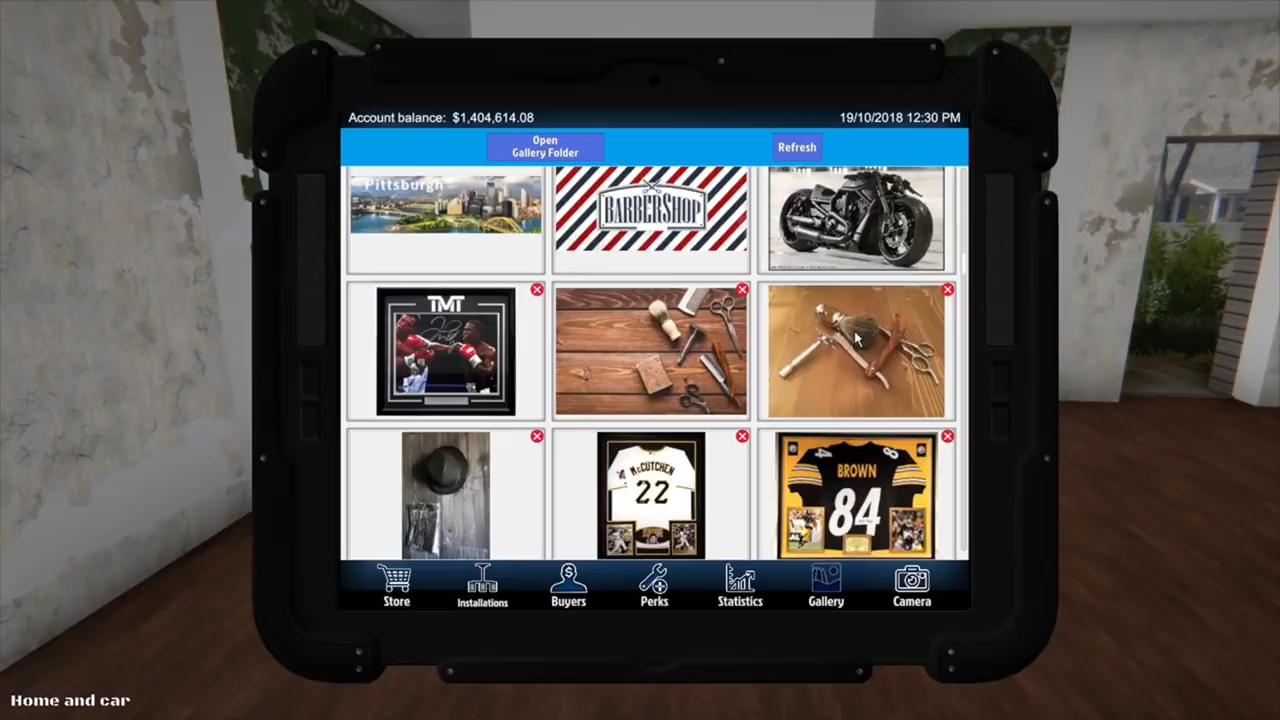 Account balance: $1,404,614.08
19/10/2018 12:30 PM
Open
Gallery Folder
Refresh
Pittsburgh
BARBERSHOP
TMT
McCUTCHEN
22
BROWN
84
Store
Installations
Buyers
Perks
Statistics
Gallery
Camera
Home and car